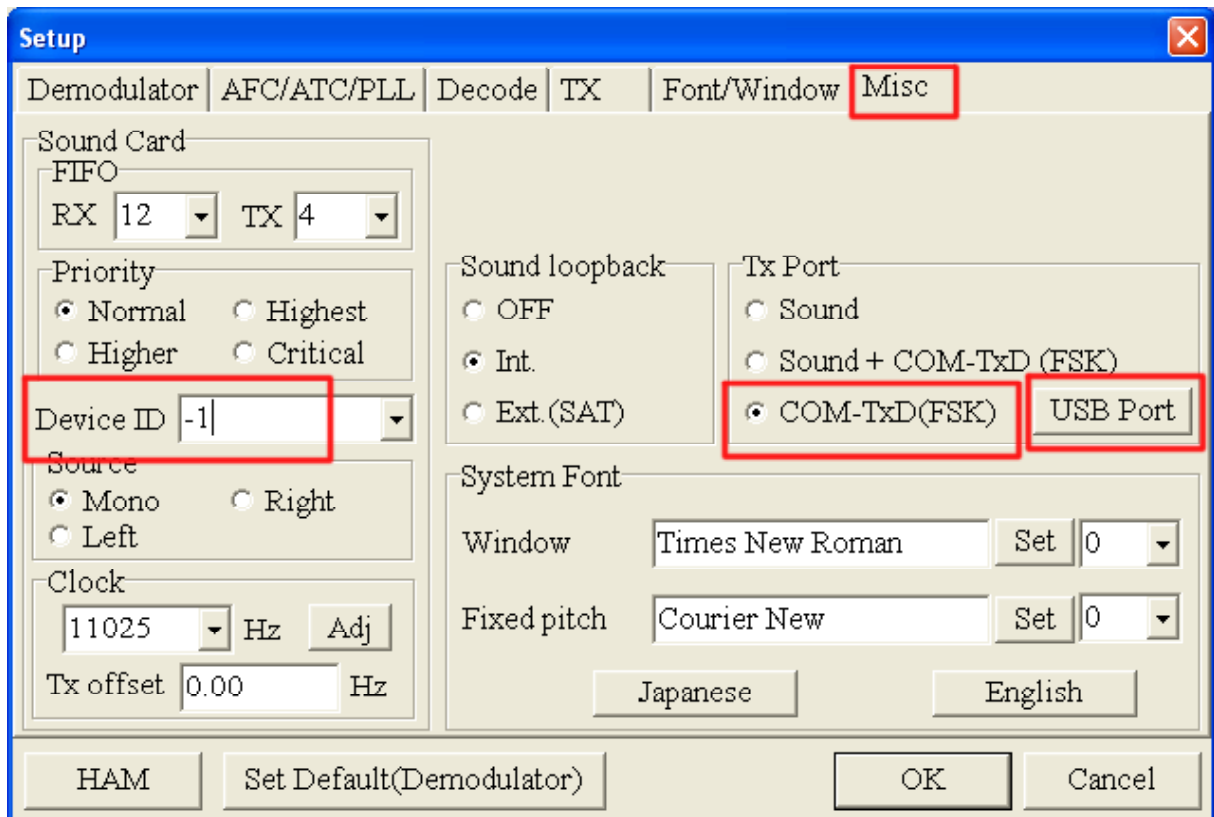 Setup
Demodulator AFC/ATC/PLL Decode TX Font/Window Misc
Sound Card
FIFO
RX 12 TX 4
Priority
Normal Highest
Higher Critical
Device ID -1
Source
Mono Right
Left
Clock
11025 Hz Adj
Tx offset 0.00 Hz
Sound loopback
OFF
Int.
Ext.(SAT)
Tx Port
Sound
Sound + COM-TxD (FSK)
COM-TxD(FSK) USB Port
System Font
Window Times New Roman Set 0
Fixed pitch Courier New Set 0
Japanese English
HAM Set Default(Demodulator) OK Cancel